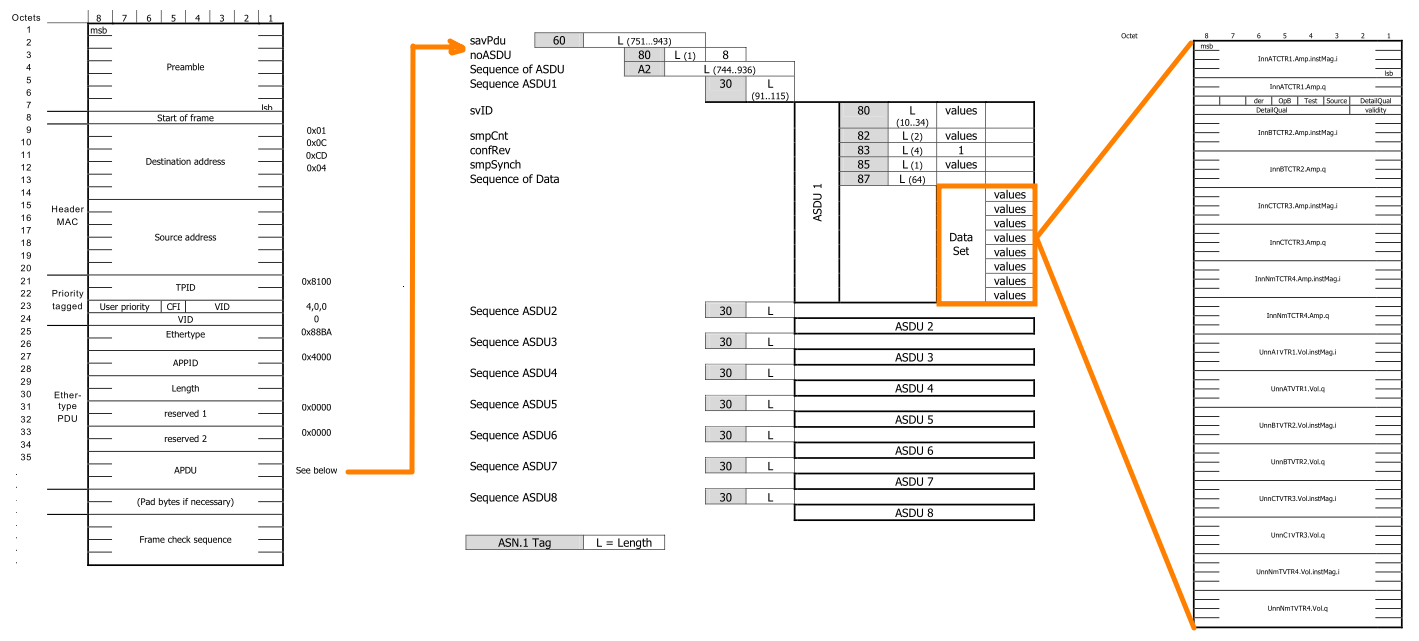 Octets 8 7 6 5 4 3 2 1
1 msb
2
3
4 Preamble
5
6
7 lsb
8 Start of frame
9 0x01
10 0x0C
11 Destination address 0xCD
12 0x04
13
14
15 Header
16 MAC
17 Source address
18
19
20
21 TPID 0x8100
22 Priority
23 tagged User priority CFI VID 4,0,0
24 VID 0
25 Ethertype 0x88BA
26
27 APPID 0x4000
28
29 Length
30 Ether-
31 type reserved 1 0x0000
32 PDU
33 reserved 2 0x0000
34
35
. APDU See below
.
. (Pad bytes if necessary)
.
. Frame check sequence
.
.
savPdu 60 L (751..943)
noASDU 80 L (1) 8
Sequence of ASDU A2 L (744..936)
Sequence ASDU1 30 L
(91..115)
svID 80 L values
(10..34)
smpCnt 82 L (2) values
confRev 83 L (4) 1
smpSynch 85 L (1) values
Sequence of Data 87 L (64)
ASDU 1
Data
Set
values
values
values
values
values
values
values
values
Sequence ASDU2 30 L
ASDU 2
Sequence ASDU3 30 L
ASDU 3
Sequence ASDU4 30 L
ASDU 4
Sequence ASDU5 30 L
ASDU 5
Sequence ASDU6 30 L
ASDU 6
Sequence ASDU7 30 L
ASDU 7
Sequence ASDU8 30 L
ASDU 8
ASN.1 Tag L = Length
Octet 8 7 6 5 4 3 2 1
msb
InnATCTR1.Amp.instMag.i
lsb
InnATCTR1.Amp.q
der OpB Test Source DetailQual
DetailQual validity
InnBTCTR2.Amp.instMag.i
InnBTCTR2.Amp.q
InnCTCTR3.Amp.instMag.i
InnCTCTR3.Amp.q
InnNmTCTR4.Amp.instMag.i
InnNmTCTR4.Amp.q
UnnATVTR1.Vol.instMag.i
UnnATVTR1.Vol.q
UnnBTVTR2.Vol.instMag.i
UnnBTVTR2.Vol.q
UnnCTVTR3.Vol.instMag.i
UnnCTVTR3.Vol.q
UnnNmTVTR4.Vol.instMag.i
UnnNmTVTR4.Vol.q